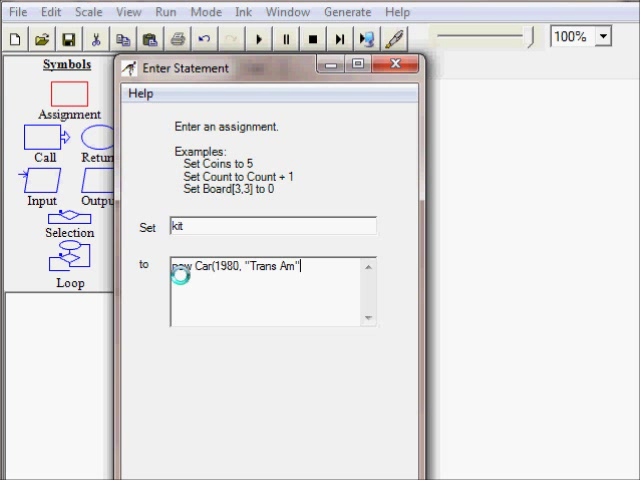 File Edit Scale View Run Mode Ink Window Generate Help
100%
Symbols
Assignment
Call Return
Input Outpu
Selection
Loop
Enter Statement
Help
Enter an assignment.
Examples:
Set Coins to 5
Set Count to Count + 1
Set Board[3,3] to 0
Set kit
to new Car(1980, "Trans Am"